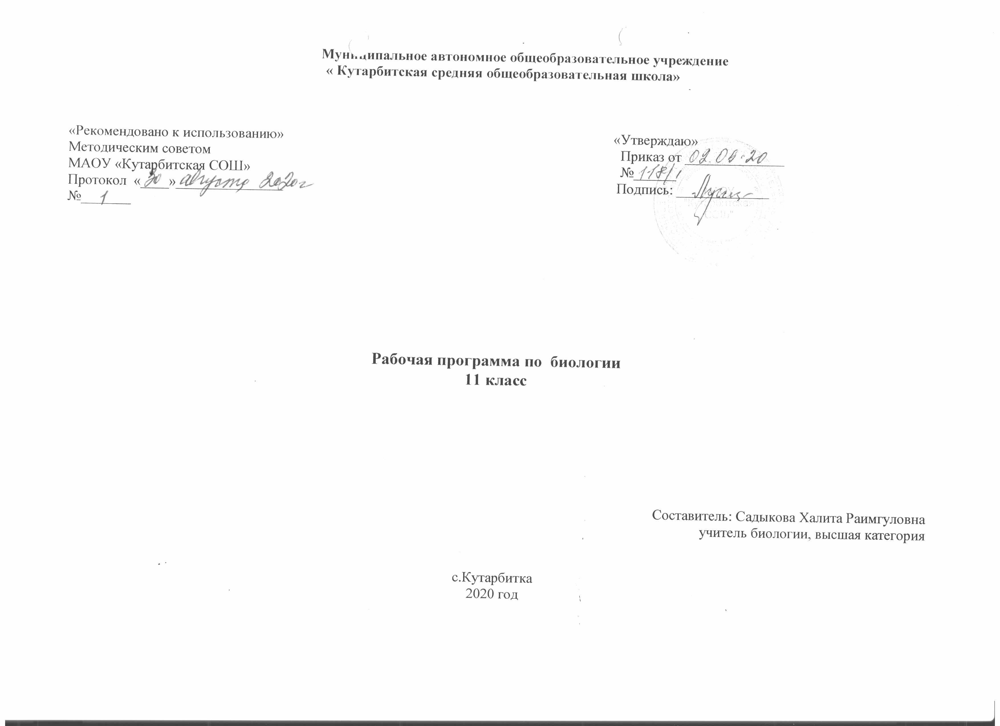 Муниципальное автономное общеобразовательное учреждение
« Кутарбитская средняя общеобразовательная школа»
«Рекомендовано к использованию»
Методическим советом
МАОУ «Кутарбитская СОШ»
Протокол «30» августа 2020г
№ 1
«Утверждаю»
Приказ от 02.09.20
№ 118/1
Подпись:
"Кутарбитская
СОШ"
Рабочая программа по биологии
11 класс
Составитель: Садыкова Халита Раимгуловна
учитель биологии, высшая категория
с.Кутарбитка
2020 год